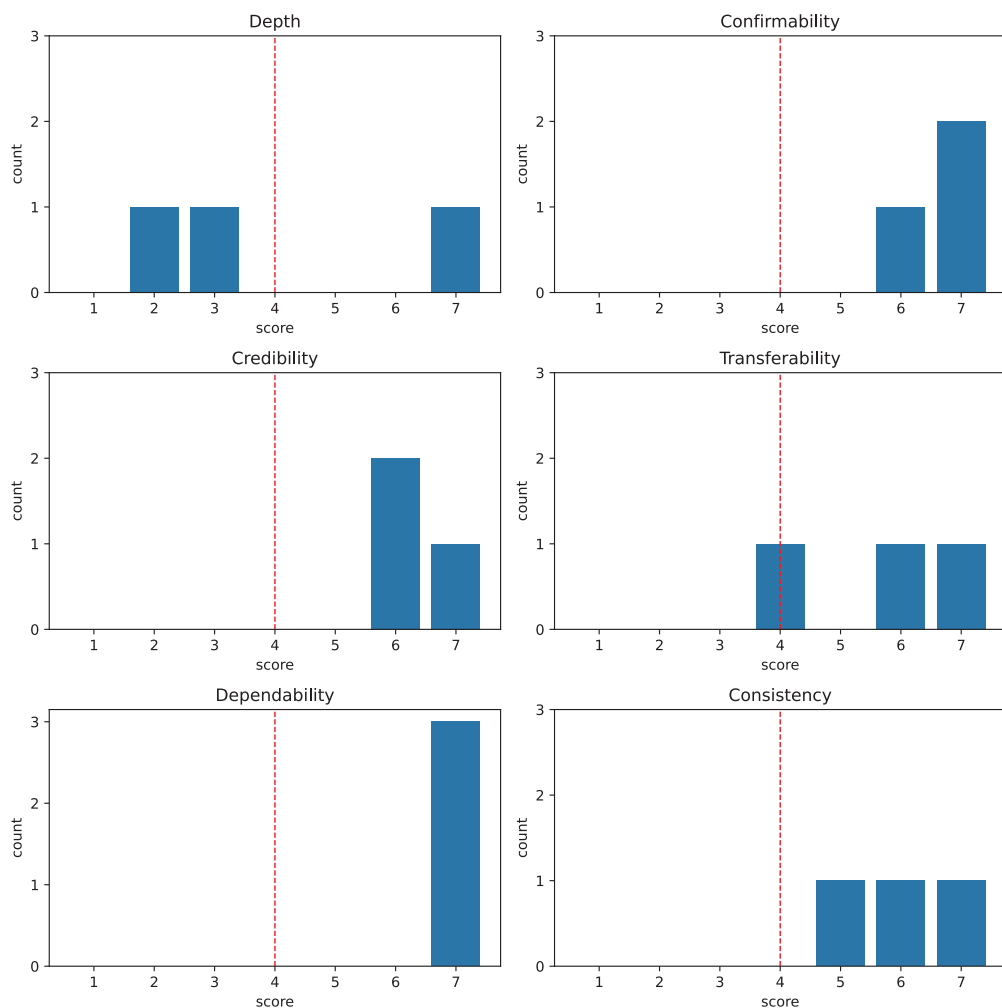 Depth
3
2
1
0
count
1 2 3 4 5 6 7
score
Confirmability
3
2
1
0
count
1 2 3 4 5 6 7
score
Credibility
3
2
1
0
count
1 2 3 4 5 6 7
score
Transferability
3
2
1
0
count
1 2 3 4 5 6 7
score
Dependability
3
2
1
0
count
1 2 3 4 5 6 7
score
Consistency
3
2
1
0
count
1 2 3 4 5 6 7
score